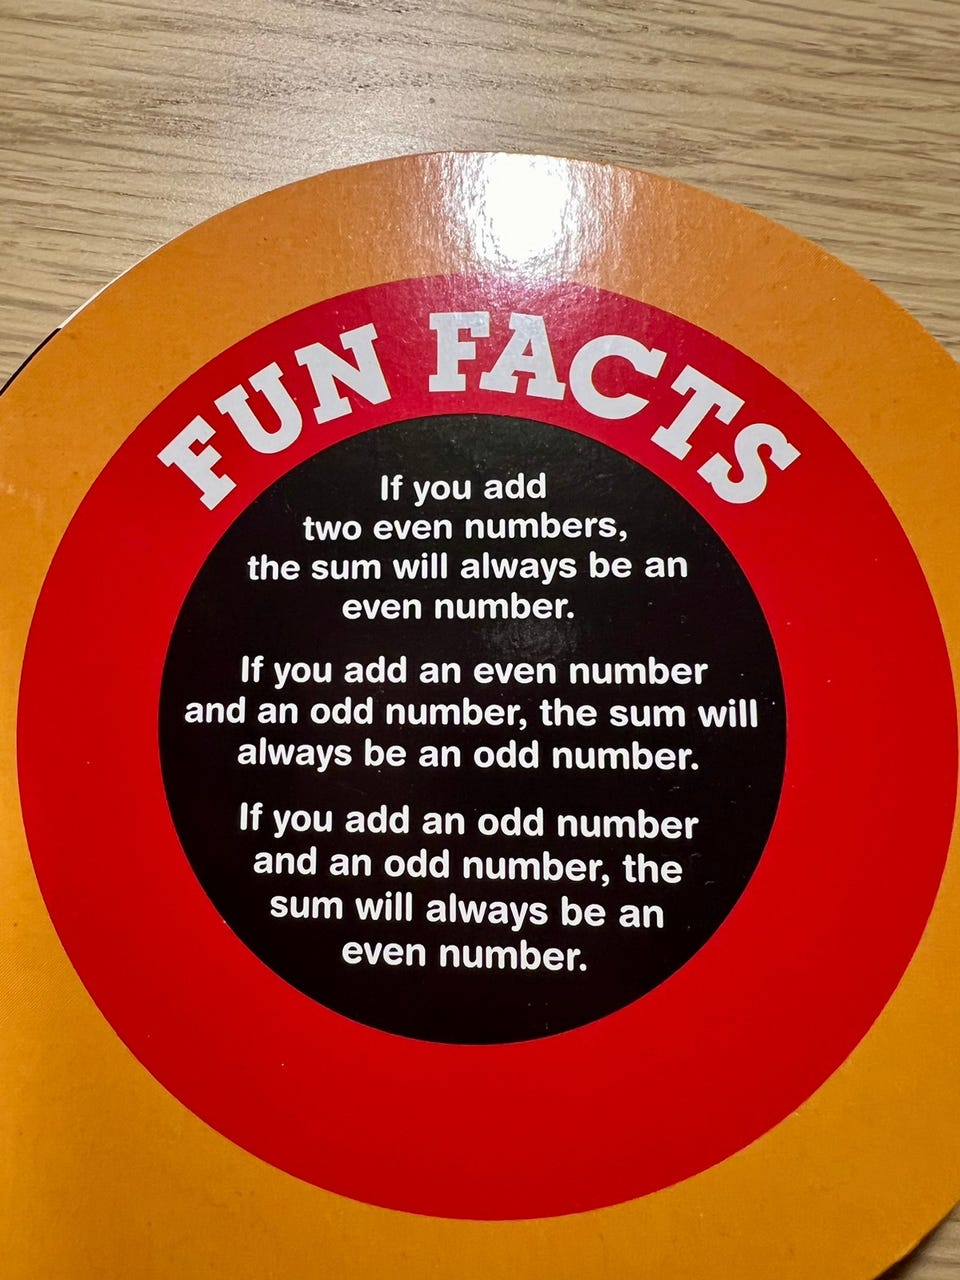 FUN FACTS
If you add
two even numbers,
the sum will always be an
even number.
If you add an even number
and an odd number, the sum will
always be an odd number.
If you add an odd number
and an odd number, the
sum will always be an
even number.